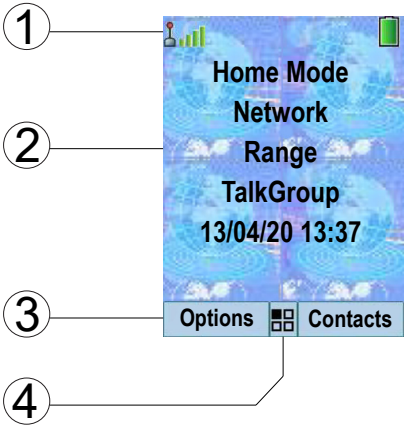 1
Home Mode
Network
2
Range
TalkGroup
13/04/20 13:37
3
Options Contacts
4